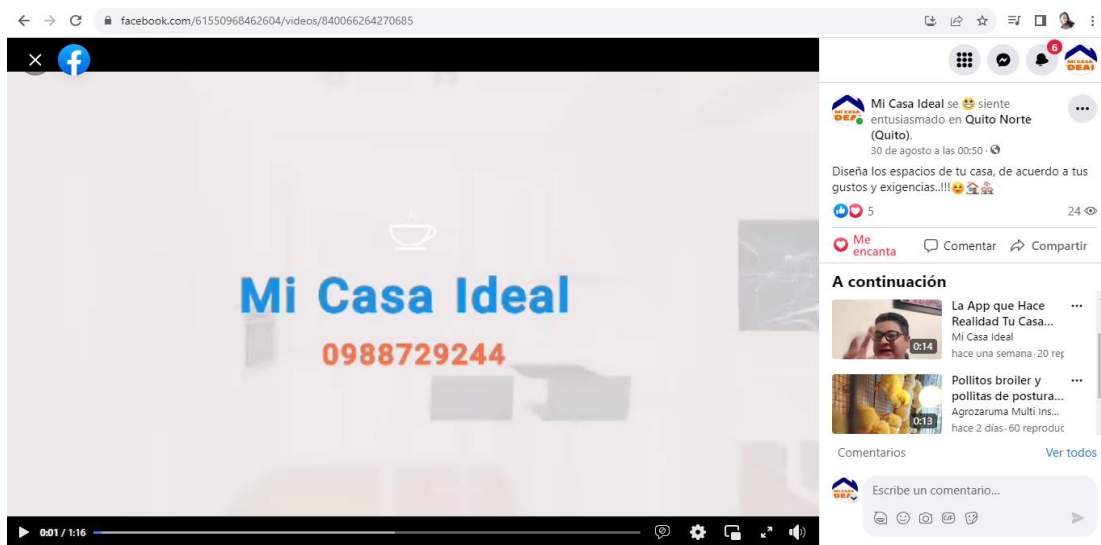 facebook.com/61550968462604/videos/840066264270685
6
MI CASA
IDEAL
Mi Casa Ideal
0988729244
0:01 / 1:16
Mi Casa Ideal se 😁 siente
entusiasmado en Quito Norte
(Quito).
30 de agosto a las 00:50 ·
Diseña los espacios de tu casa, de acuerdo a tus
gustos y exigencias..!!!😆🏠🏘️
5
24
Me
encanta
Comentar
Compartir
A continuación
La App que Hace
Realidad Tu Casa...
Mi Casa Ideal
hace una semana · 20 rep
0:14
Pollitos broiler y
pollitas de postura...
Agrozaruma Multi Ins...
hace 2 días · 60 reproduc
0:13
Comentarios
Ver todos
Escribe un comentario...
GIF